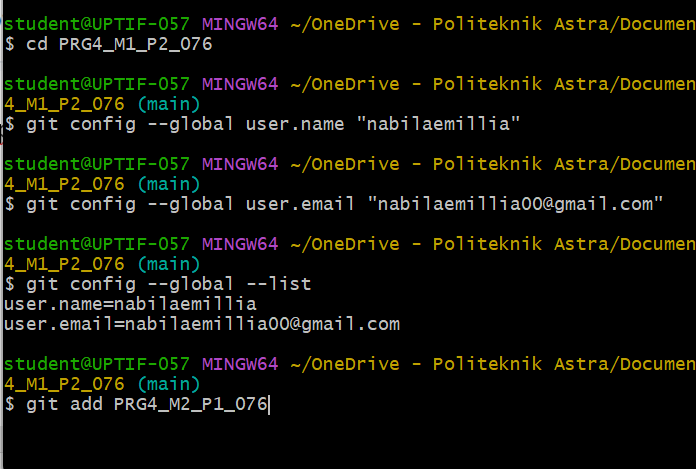 student@UPTIF-057 MINGW64 ~/OneDrive - Politeknik Astra/Documen
$ cd PRG4_M1_P2_076
student@UPTIF-057 MINGW64 ~/OneDrive - Politeknik Astra/Documen
4_M1_P2_076 (main)
$ git config --global user.name "nabilaemillia"
student@UPTIF-057 MINGW64 ~/OneDrive - Politeknik Astra/Documen
4_M1_P2_076 (main)
$ git config --global user.email "nabilaemillia00@gmail.com"
student@UPTIF-057 MINGW64 ~/OneDrive - Politeknik Astra/Documen
4_M1_P2_076 (main)
$ git config --global --list
user.name=nabilaemillia
user.email=nabilaemillia00@gmail.com
student@UPTIF-057 MINGW64 ~/OneDrive - Politeknik Astra/Documen
4_M1_P2_076 (main)
$ git add PRG4_M2_P1_076